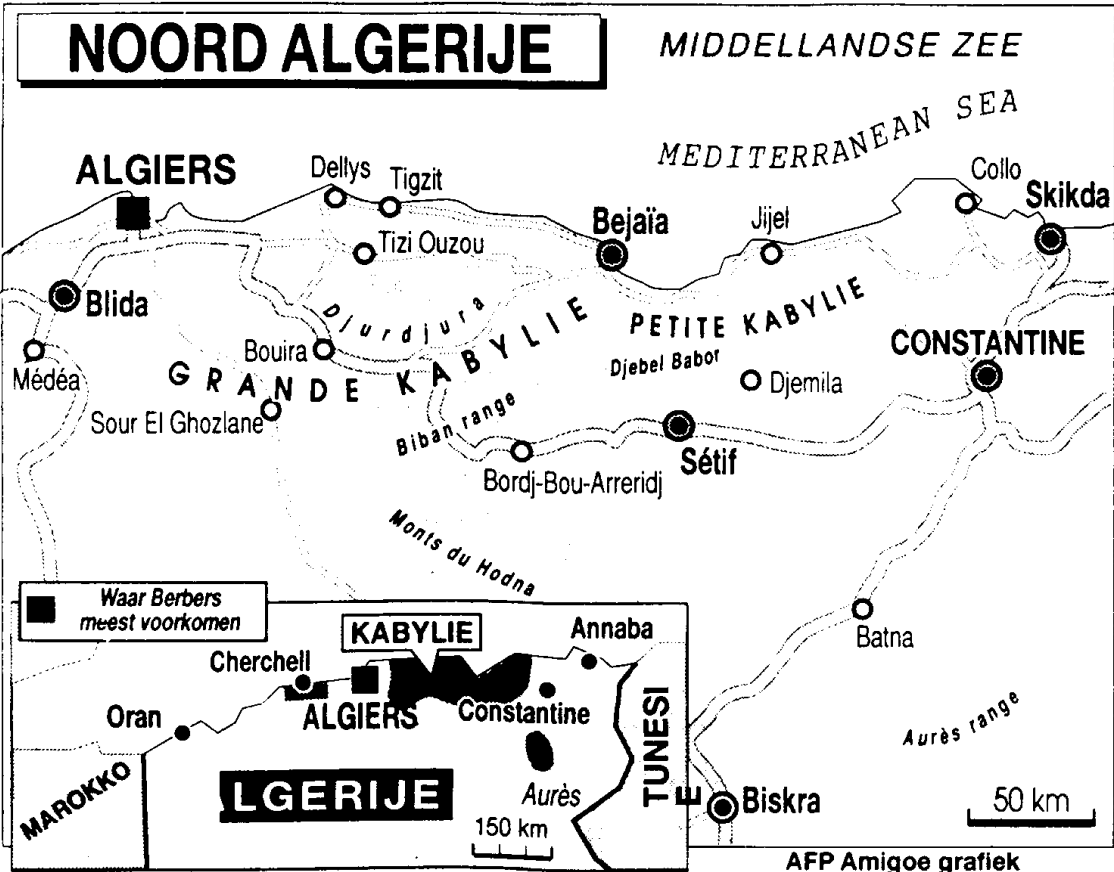 NOORD ALGERIJE
MIDDELLANDSE ZEE
MEDITERRANEAN SEA
ALGIERS
Dellys
Tigzit
Collo
Skikda
Bejaïa
Jijel
Tizi Ouzou
Blida
Djurdjura
PETITE KABYLIE
Bouira
GRANDE KABYLIE
Djebel Babor
CONSTANTINE
Médéa
Djemila
Sour El Ghozlane
Biban range
Sétif
Bordj-Bou-Arreridj
Monts du Hodna
Batna
Aurès range
Biskra
50 km
Waar Berbers
meest voorkomen
KABYLIE
Annaba
Cherchell
ALGIERS
Constantine
Oran
TUNESI
E
MAROKKO
LGERIJE
Aurès
150 km
AFP Amigoe grafiek